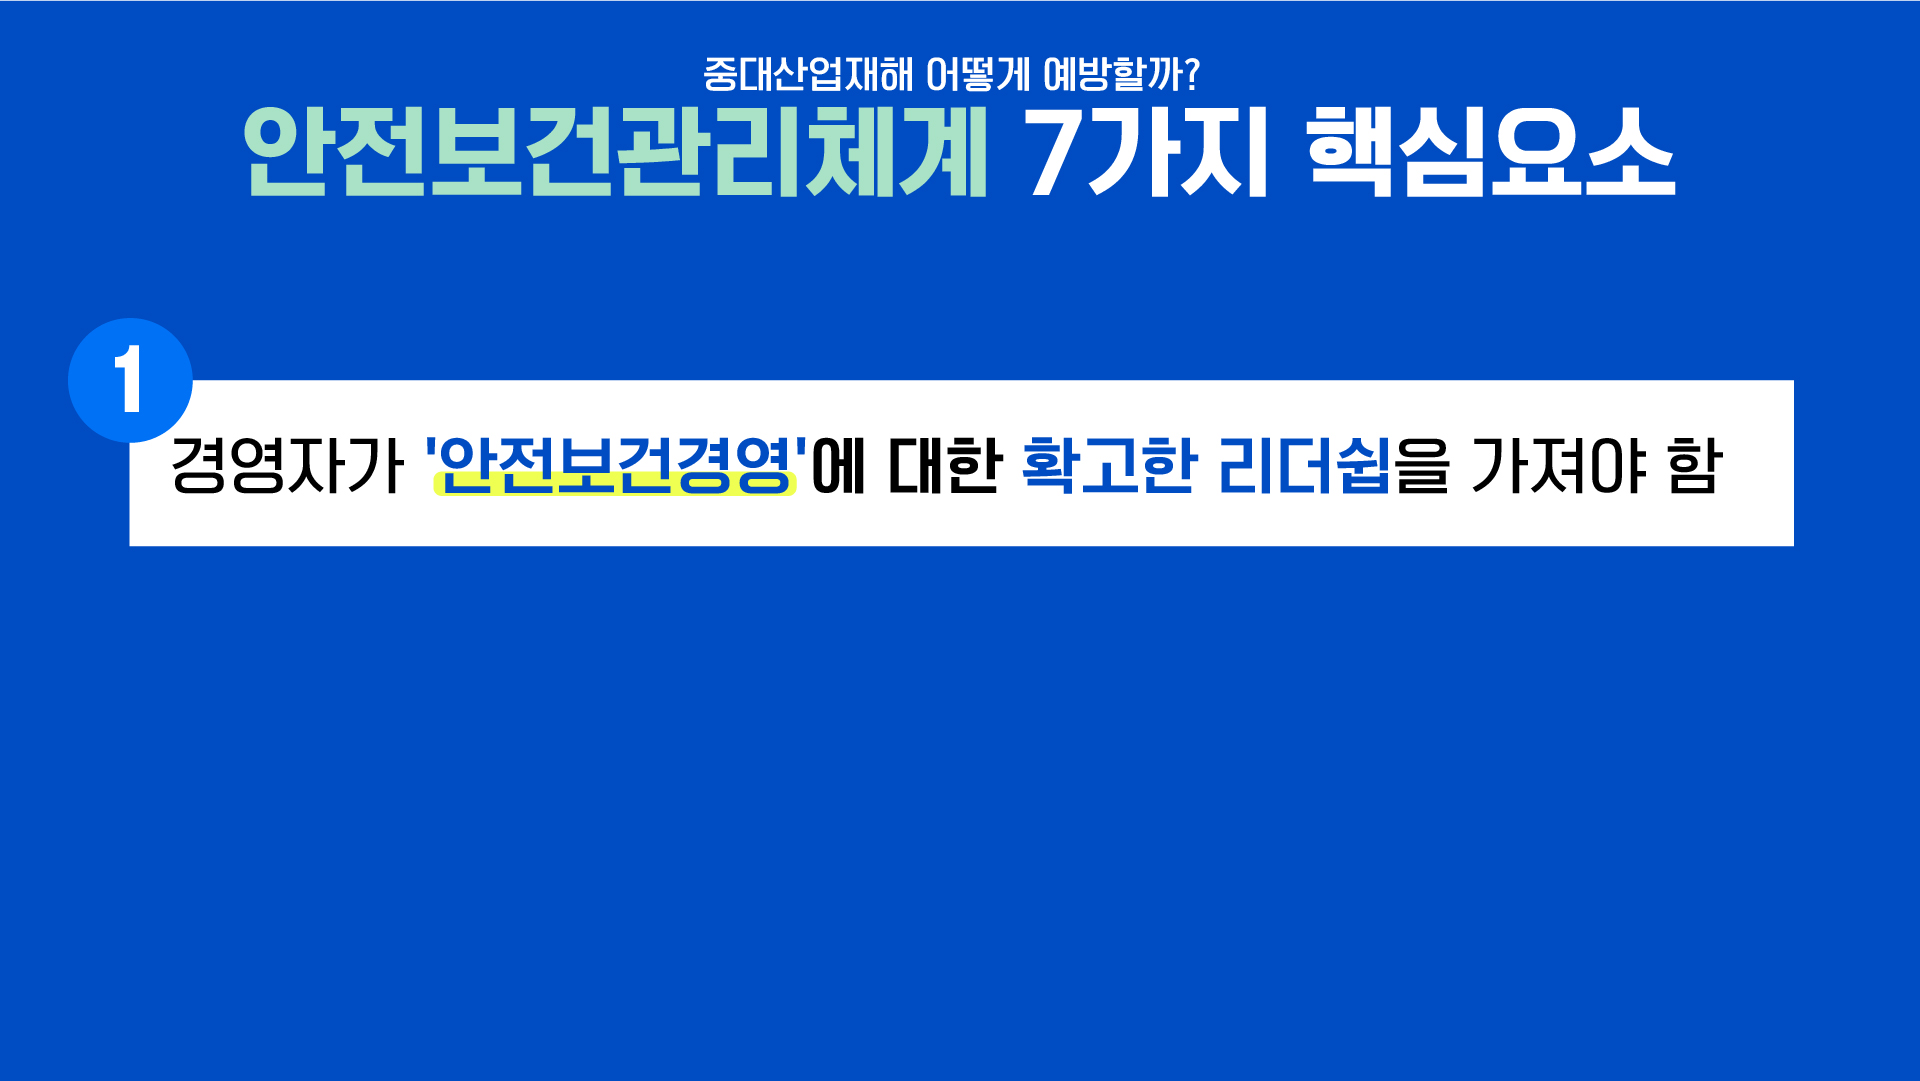 중대산업재해 어떻게 예방할까?
안전보건관리체계 7가지 핵심요소
1
경영자가 '안전보건경영'에 대한 확고한 리더쉽을 가져야 함